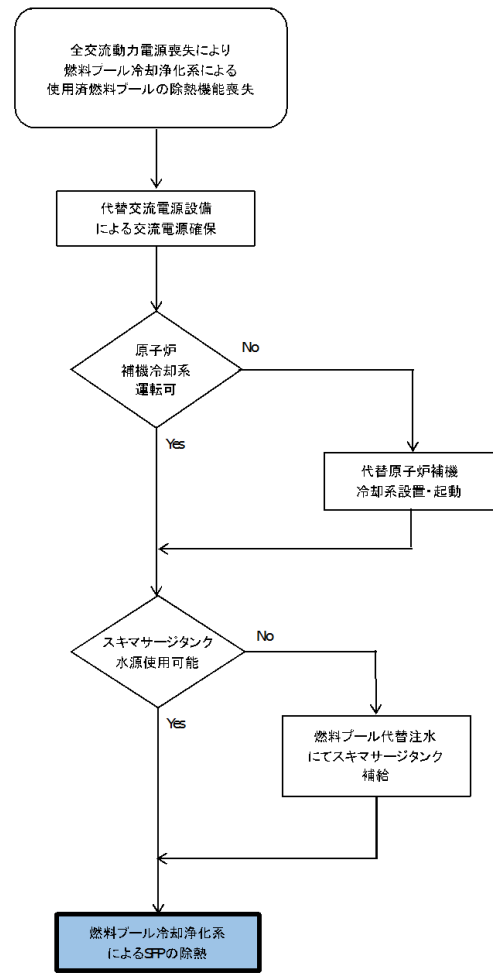 全交流動力電源喪失により
燃料プール冷却浄化系による
使用済燃料プールの除熱機能喪失
代替交流電源設備
による交流電源確保
原子炉
補機冷却系
運転可
No
Yes
代替原子炉補機
冷却系設置・起動
スキマサージタンク
水源使用可能
No
Yes
燃料プール代替注水
にてスキマサージタンク
補給
燃料プール冷却浄化系
によるSFPの除熱